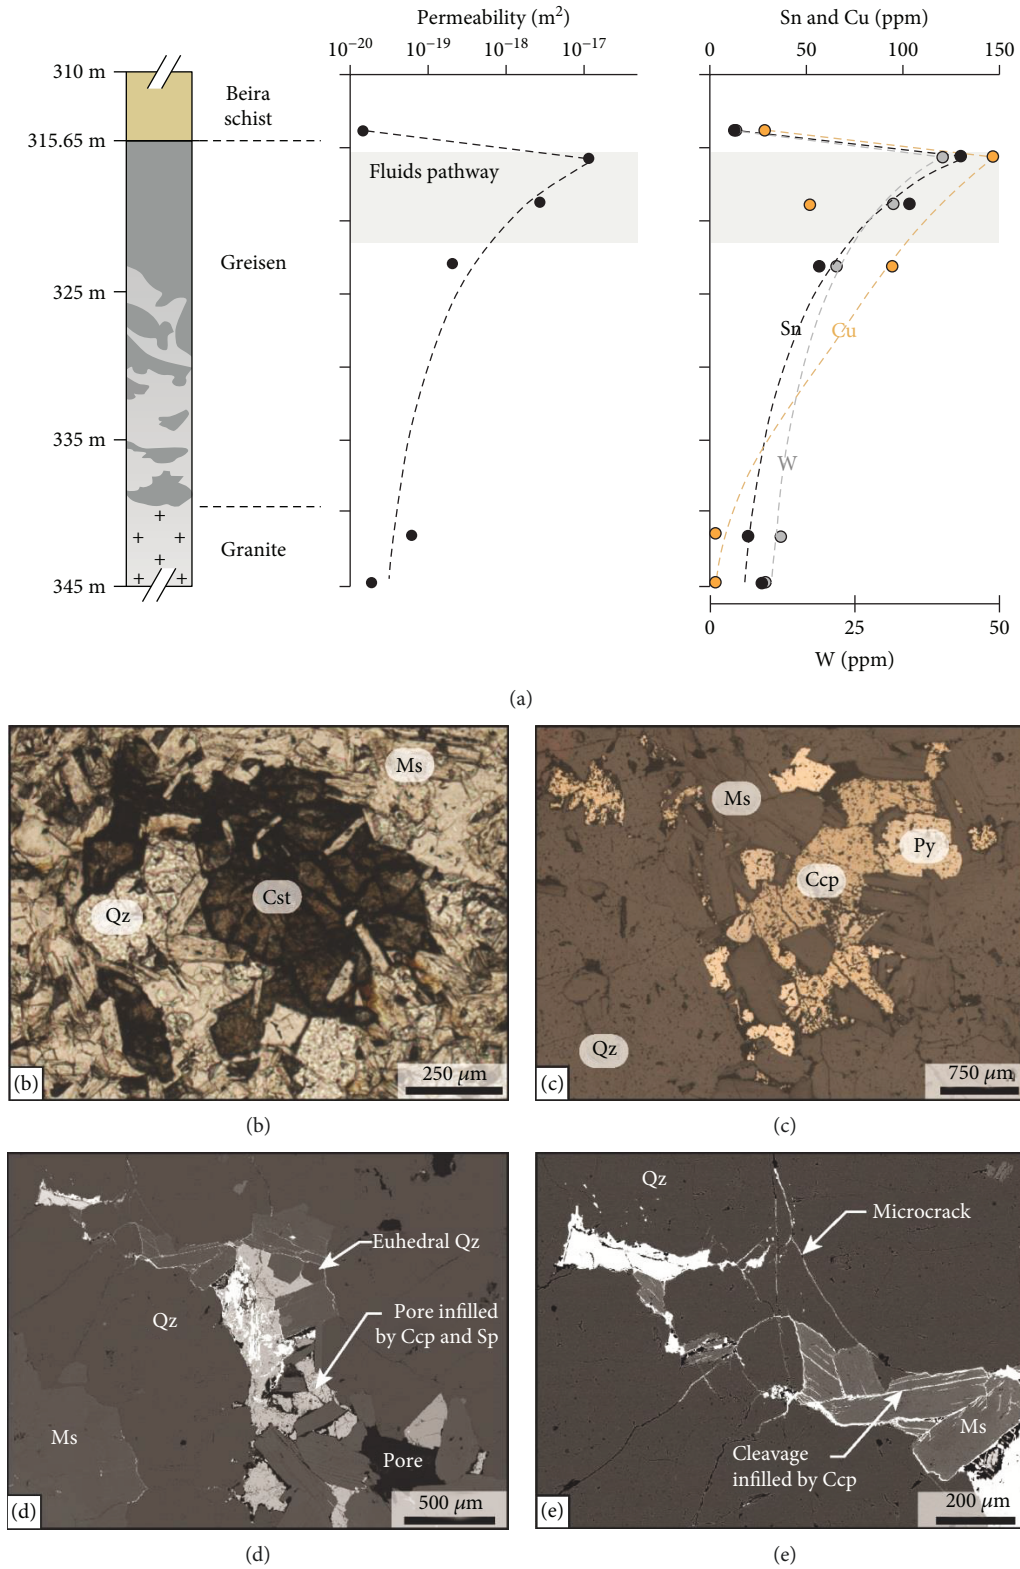 Permeability (m²)
10⁻²⁰ 10⁻¹⁹ 10⁻¹⁸ 10⁻¹⁷
Sn and Cu (ppm)
0 50 100 150
310 m
Beira
schist
315.65 m
Fluids pathway
Greisen
325 m
Sn
Cu
335 m
W
Granite
345 m
0 25 50
W (ppm)
(a)
Ms
Qz
Cst
250 µm
(b)
Ms
Py
Ccp
Qz
750 µm
(c)
(b)
(c)
Euhedral Qz
Qz
Pore infilled
by Ccp and Sp
Ms
Pore
500 µm
(d)
Qz
Microcrack
Ms
Cleavage
infilled by Ccp
200 µm
(e)
(d)
(e)